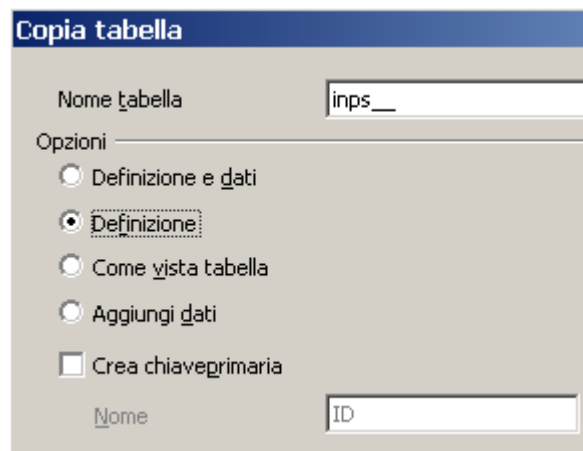 Copia tabella
Nome tabella inps__
Opzioni
Definizione e dati
Definizione
Come vista tabella
Aggiungi dati
Crea chiaveprimaria
Nome ID